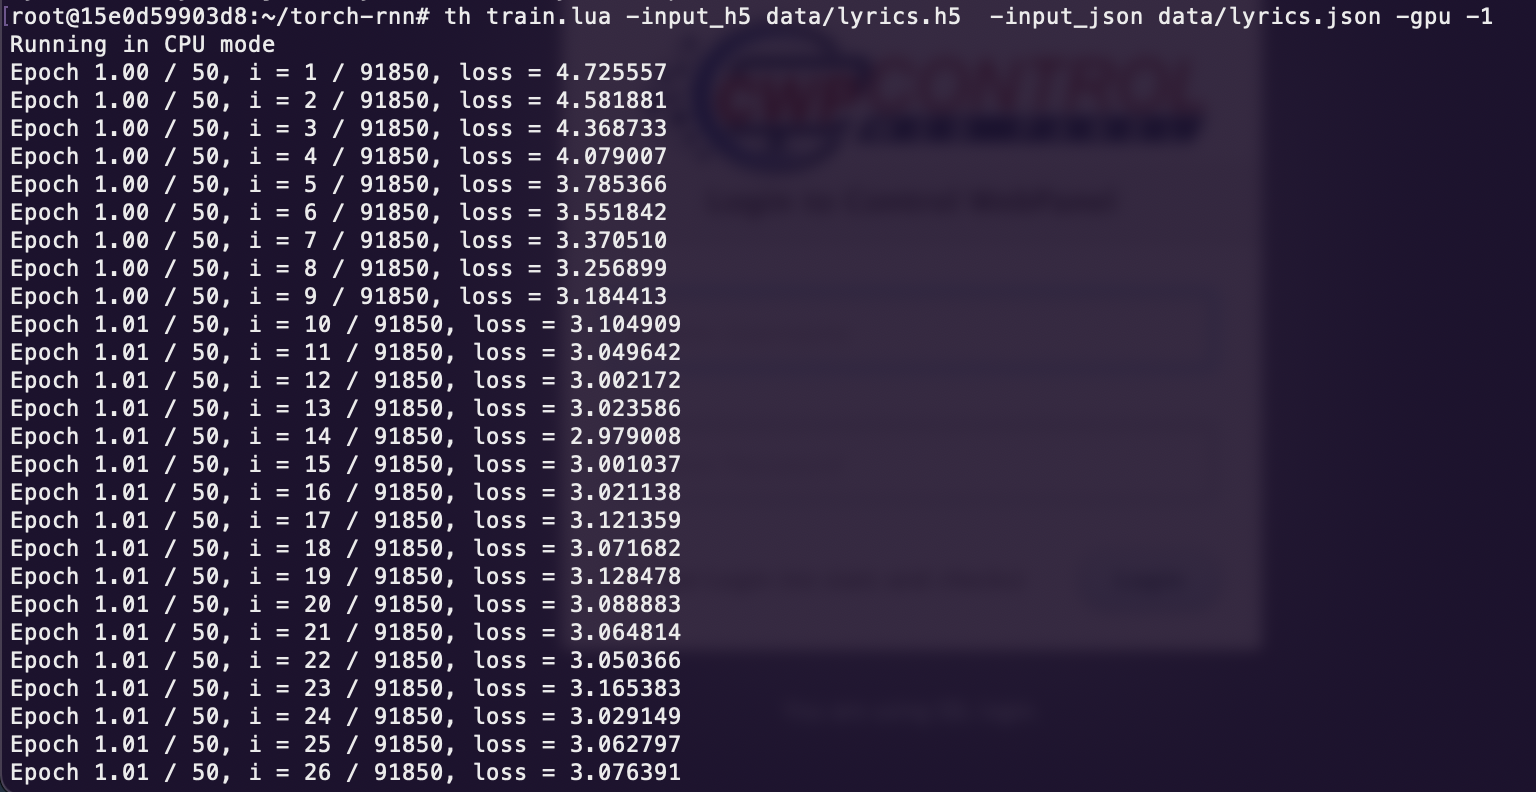 [root@15e0d59903d8:~/torch-rnn# th train.lua -input_h5 data/lyrics.h5  -input_json data/lyrics.json -gpu -1
Running in CPU mode
Epoch 1.00 / 50, i = 1 / 91850, loss = 4.725557
Epoch 1.00 / 50, i = 2 / 91850, loss = 4.581881
Epoch 1.00 / 50, i = 3 / 91850, loss = 4.368733
Epoch 1.00 / 50, i = 4 / 91850, loss = 4.079007
Epoch 1.00 / 50, i = 5 / 91850, loss = 3.785366
Epoch 1.00 / 50, i = 6 / 91850, loss = 3.551842
Epoch 1.00 / 50, i = 7 / 91850, loss = 3.370510
Epoch 1.00 / 50, i = 8 / 91850, loss = 3.256899
Epoch 1.00 / 50, i = 9 / 91850, loss = 3.184413
Epoch 1.01 / 50, i = 10 / 91850, loss = 3.104909
Epoch 1.01 / 50, i = 11 / 91850, loss = 3.049642
Epoch 1.01 / 50, i = 12 / 91850, loss = 3.002172
Epoch 1.01 / 50, i = 13 / 91850, loss = 3.023586
Epoch 1.01 / 50, i = 14 / 91850, loss = 2.979008
Epoch 1.01 / 50, i = 15 / 91850, loss = 3.001037
Epoch 1.01 / 50, i = 16 / 91850, loss = 3.021138
Epoch 1.01 / 50, i = 17 / 91850, loss = 3.121359
Epoch 1.01 / 50, i = 18 / 91850, loss = 3.071682
Epoch 1.01 / 50, i = 19 / 91850, loss = 3.128478
Epoch 1.01 / 50, i = 20 / 91850, loss = 3.088883
Epoch 1.01 / 50, i = 21 / 91850, loss = 3.064814
Epoch 1.01 / 50, i = 22 / 91850, loss = 3.050366
Epoch 1.01 / 50, i = 23 / 91850, loss = 3.165383
Epoch 1.01 / 50, i = 24 / 91850, loss = 3.029149
Epoch 1.01 / 50, i = 25 / 91850, loss = 3.062797
Epoch 1.01 / 50, i = 26 / 91850, loss = 3.076391